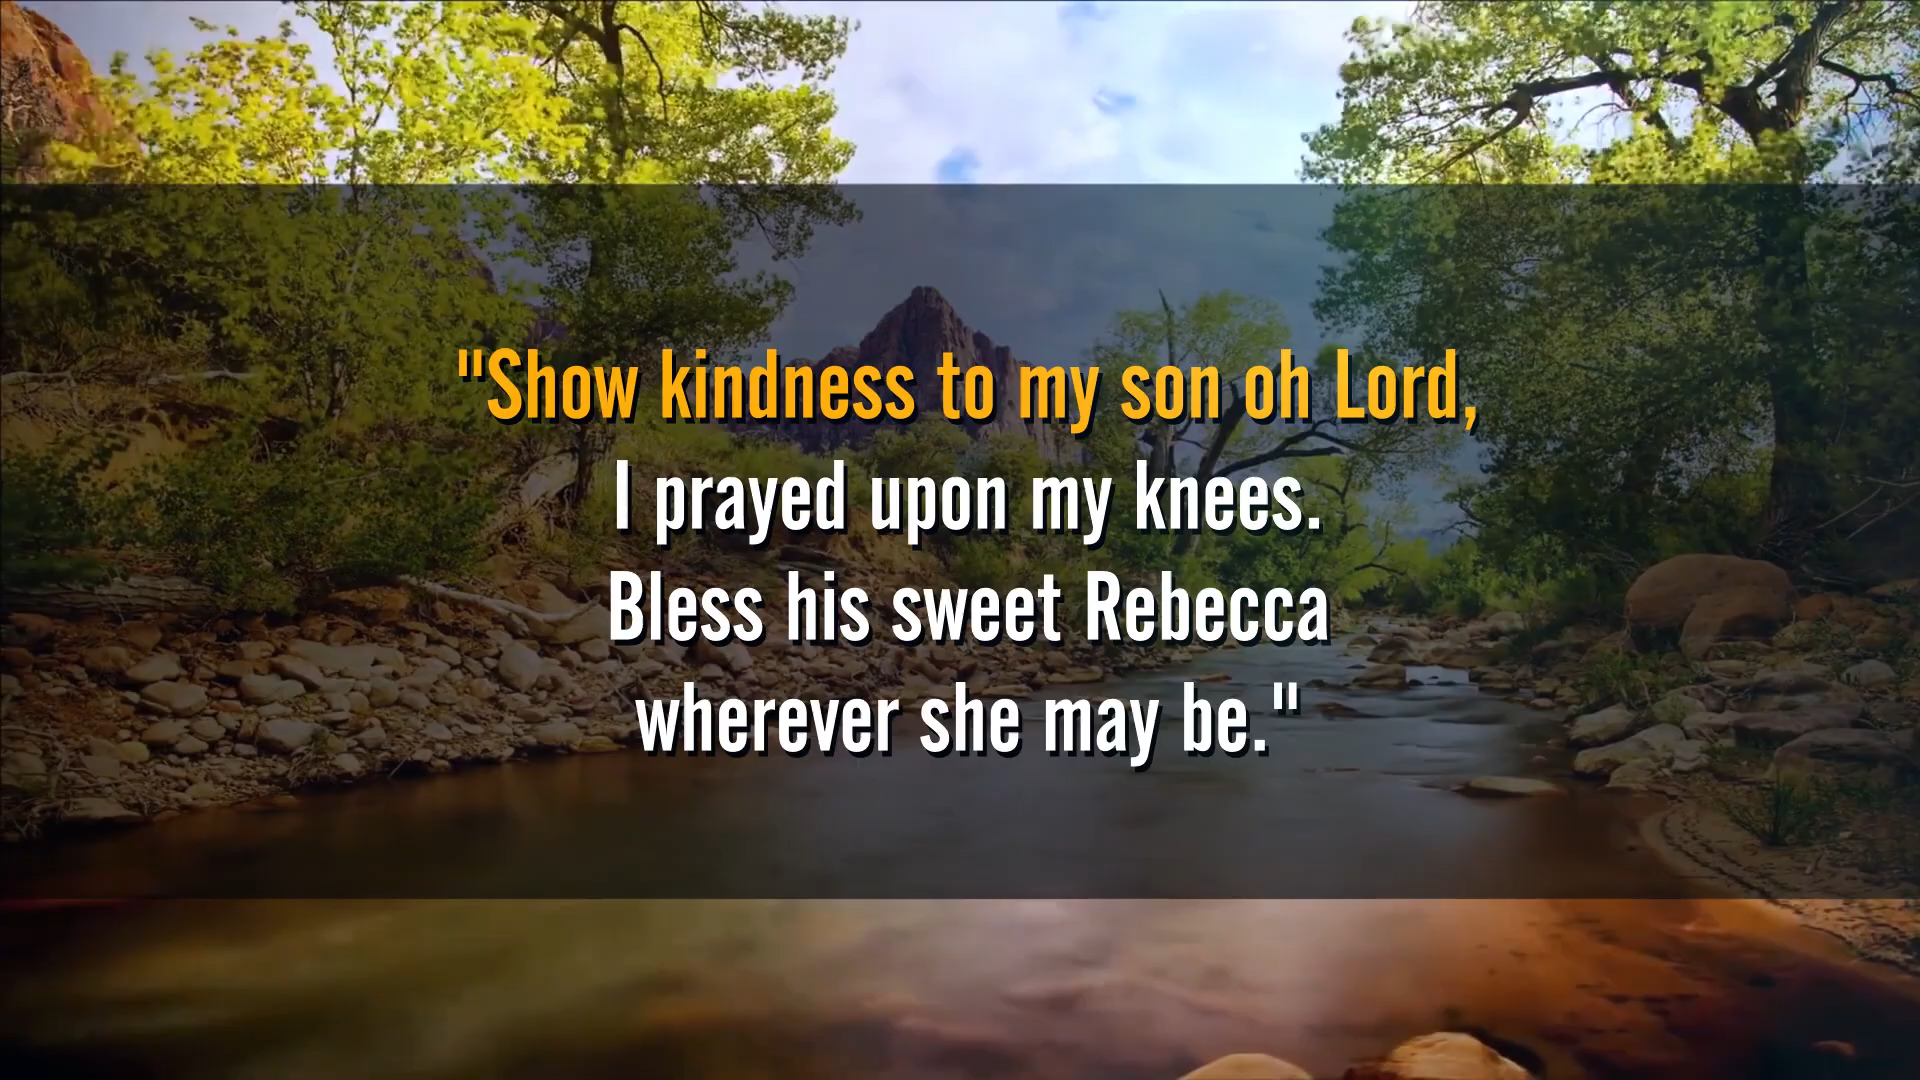 "Show kindness to my son oh Lord,
I prayed upon my knees.
Bless his sweet Rebecca
wherever she may be."